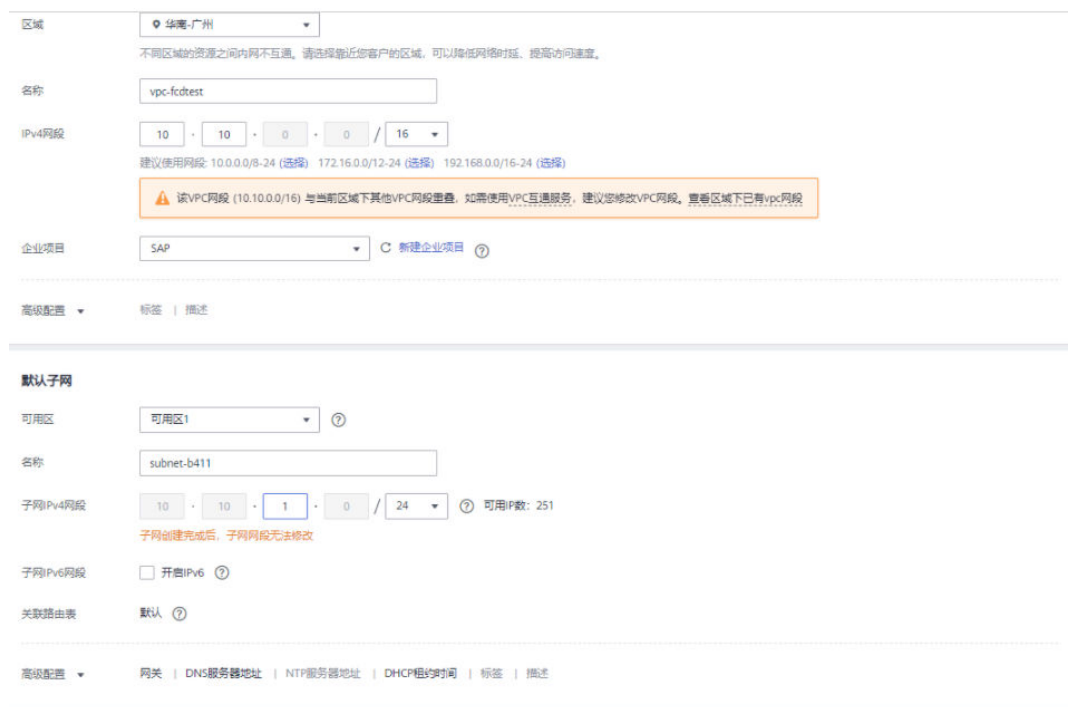 区域 华南-广州
不同区域的资源之间内网不互通。请选择靠近您客户的区域，可以降低网络时延、提高访问速度。
名称 vpc-fcdtest
IPv4网段 10 · 10 · 0 · 0 / 16
建议使用网段: 10.0.0.0/8-24 (选择) 172.16.0.0/12-24 (选择) 192.168.0.0/16-24 (选择)
该VPC网段 (10.10.0.0/16) 与当前区域下其他VPC网段重叠，如需使用VPC互通服务，建议您修改VPC网段。查看区域下已有vpc网段
企业项目 SAP 新建企业项目 ?
高级配置 标签 | 描述
默认子网
可用区 可用区1 ?
名称 subnet-b411
子网IPv4网段 10 · 10 · 1 · 0 / 24 ? 可用IP数: 251
子网创建完成后，子网网段无法修改
子网IPv6网段 开启IPv6 ?
关联路由表 默认 ?
高级配置 网关 | DNS服务器地址 | NTP服务器地址 | DHCP租约时间 | 标签 | 描述